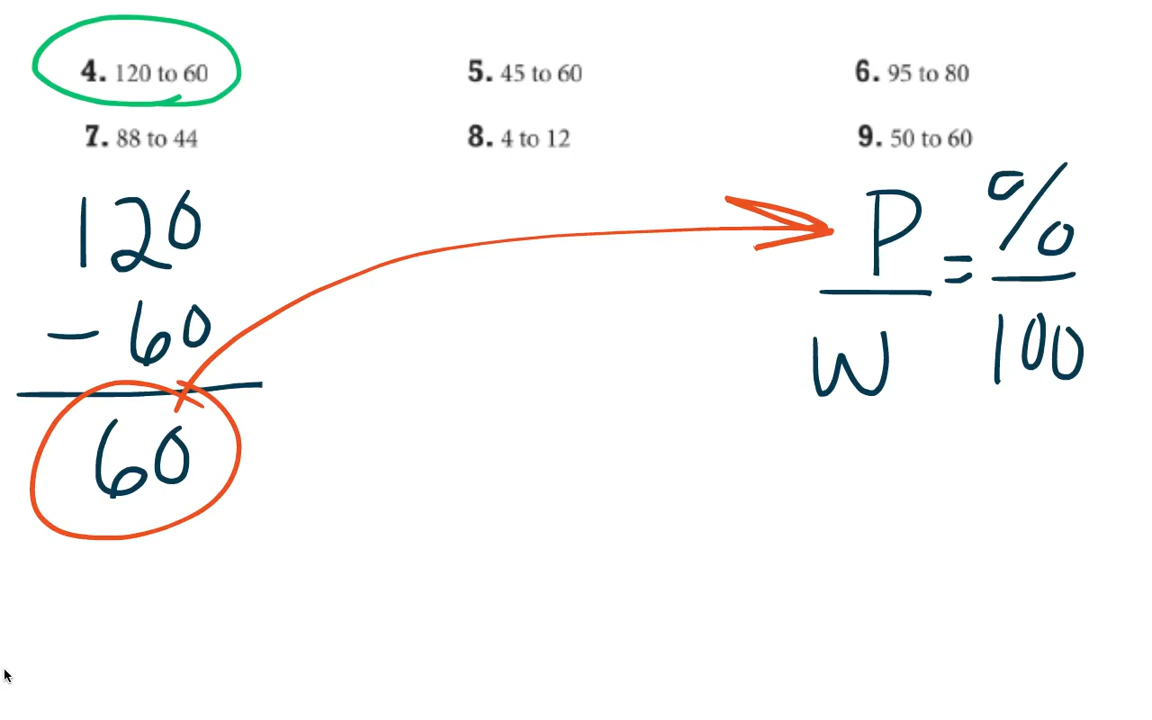 4. 120 to 60 5. 45 to 60 6. 95 to 80
7. 88 to 44 8. 4 to 12 9. 50 to 60
120
- 60
60
P = %
W 100